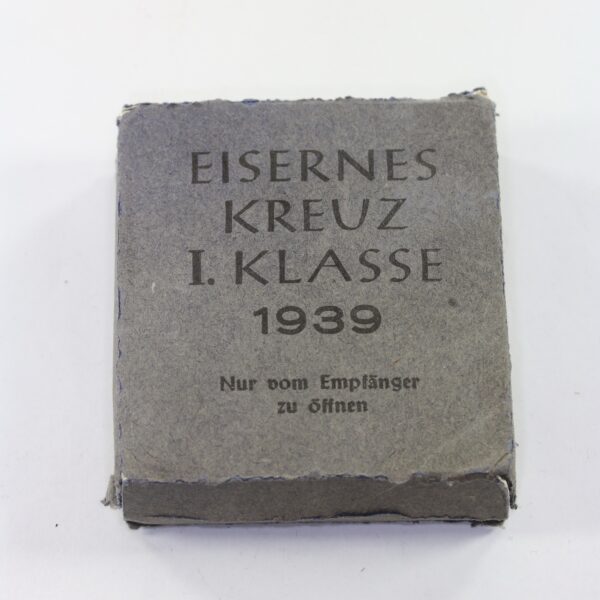 EISERNES
KREUZ
I. KLASSE
1939
Nur vom Empfänger
zu öffnen